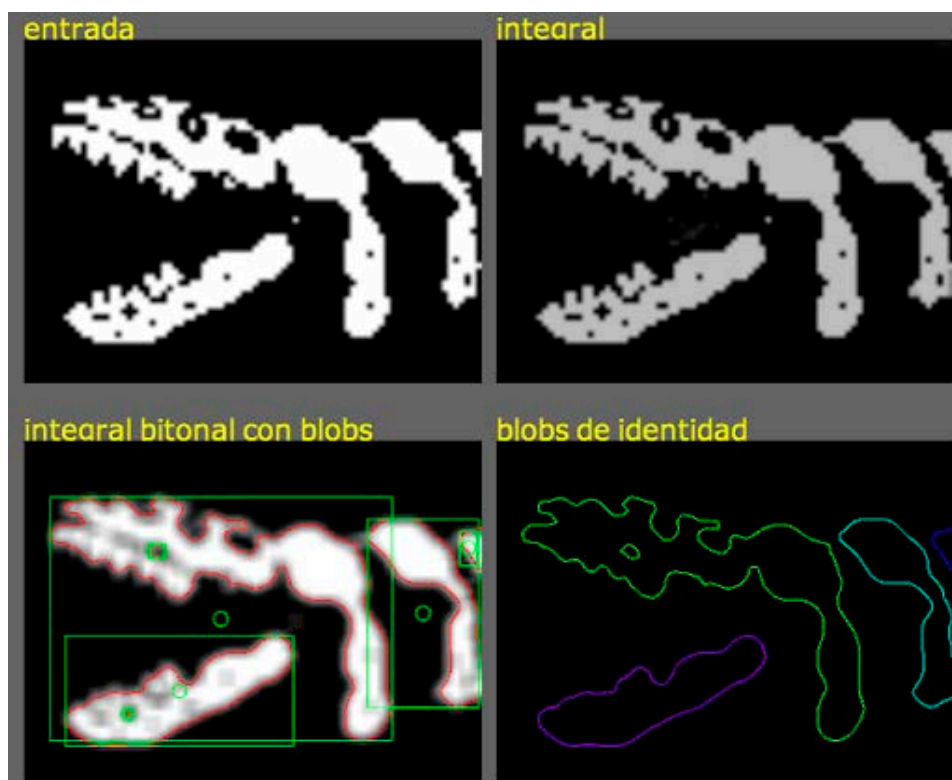 entrada
integral
integral bitonal con blobs
blobs de identidad